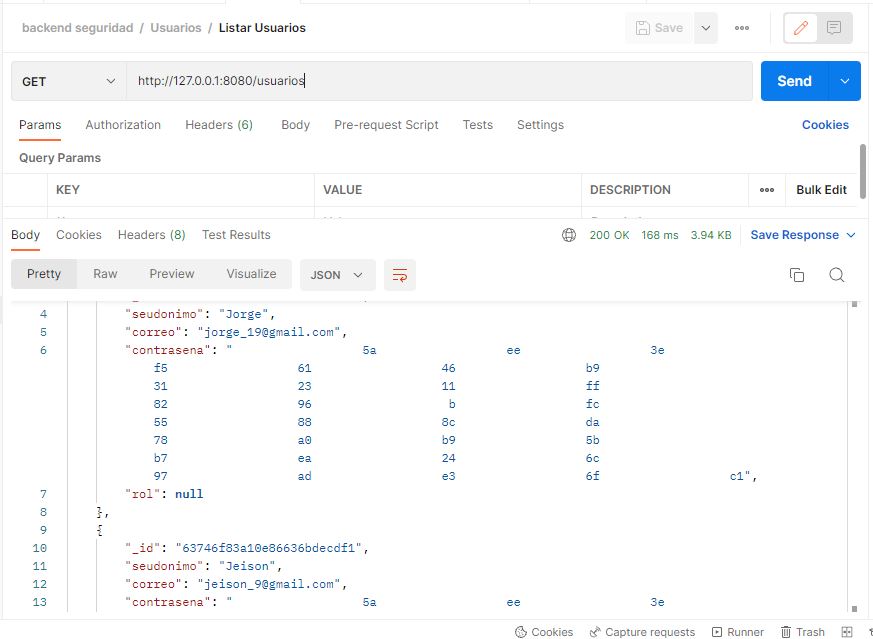 backend seguridad / Usuarios / Listar Usuarios Save
GET http://127.0.0.1:8080/usuarios Send
Params Authorization Headers (6) Body Pre-request Script Tests Settings Cookies
Query Params
KEY VALUE DESCRIPTION Bulk Edit
Body Cookies Headers (8) Test Results 200 OK 168 ms 3.94 KB Save Response
Pretty Raw Preview Visualize JSON
4 "seudonimo": "Jorge",
5 "correo": "jorge_19@gmail.com",
6 "contrasena": " 5a ee 3e
f5 61 46 b9
31 23 11 ff
82 96 b fc
55 88 8c da
78 a0 b9 5b
b7 ea 24 6c
97 ad e3 6f c1",
7 "rol": null
8 },
9 {
10 "_id": "63746f83a10e86636bdecdf1",
11 "seudonimo": "Jeison",
12 "correo": "jeison_9@gmail.com",
13 "contrasena": " 5a ee 3e
Cookies Capture requests Runner Trash